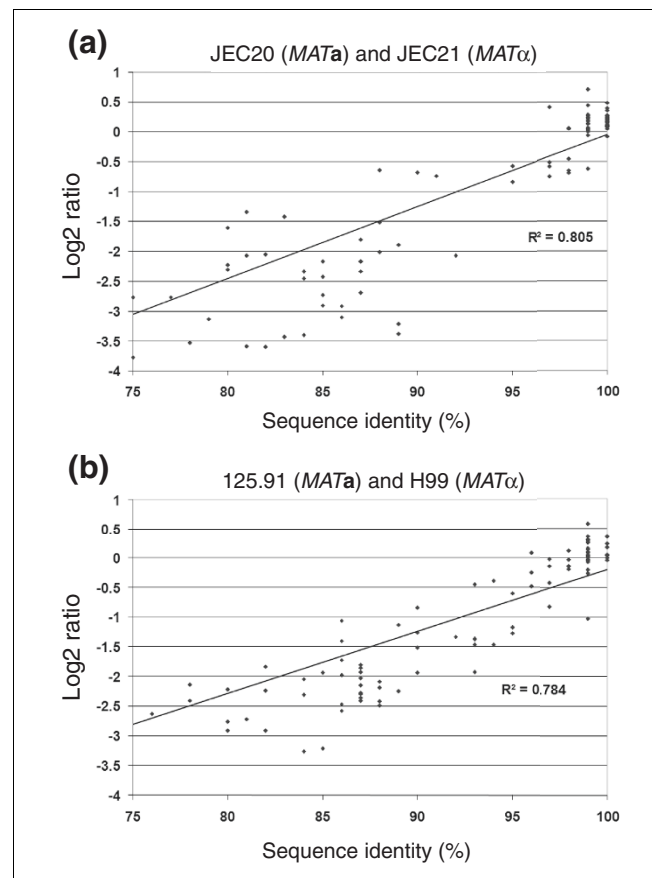 (a)
JEC20 (MATa) and JEC21 (MATα)
Log2 ratio
1
0.5
0
-0.5
-1
-1.5
-2
-2.5
-3
-3.5
-4
R² = 0.805
75 80 85 90 95 100
Sequence identity (%)
(b)
125.91 (MATa) and H99 (MATα)
Log2 ratio
1
0.5
0
-0.5
-1
-1.5
-2
-2.5
-3
-3.5
-4
R² = 0.784
75 80 85 90 95 100
Sequence identity (%)